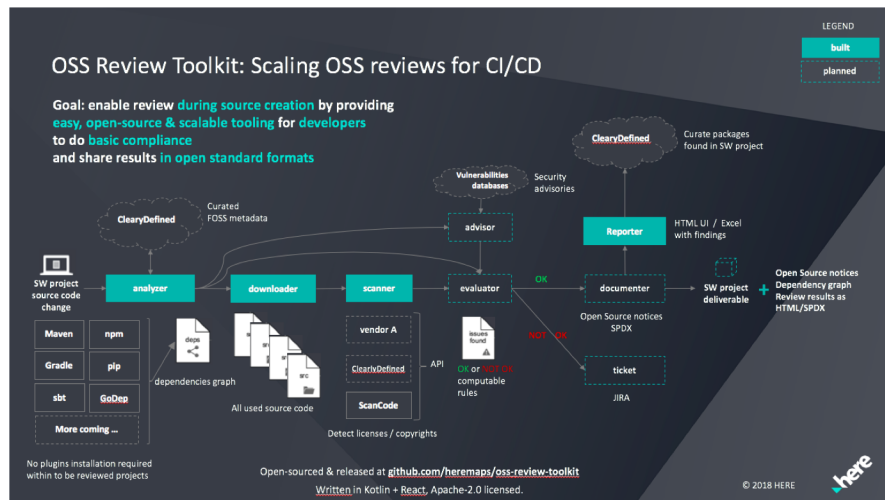 LEGEND
built
planned
OSS Review Toolkit: Scaling OSS reviews for CI/CD
Goal: enable review during source creation by providing
easy, open-source & scalable tooling for developers
to do basic compliance
and share results in open standard formats
ClearyDefined
Curated
FOSS metadata
Vulnerabilities
databases
Security
advisories
ClearyDefined
Curate packages
found in SW project
advisor
Reporter
HTML UI / Excel
with findings
SW project
source code
change
analyzer
downloader
scanner
evaluator
OK
documenter
SW project
deliverable
+
Open Source notices
Dependency graph
Review results as
HTML/SPDX
Open Source notices
SPDX
NOT OK
ticket
JIRA
Maven
npm
Gradle
pip
sbt
GoDep
More coming ...
deps
dependencies graph
src
All used source code
vendor A
ClearlyDefined
ScanCode
API
Detect licenses / copyrights
issues
found
OK or NOT OK
computable
rules
No plugins installation required
within to be reviewed projects
Open-sourced & released at github.com/heremaps/oss-review-toolkit
Written in Kotlin + React, Apache-2.0 licensed.
© 2018 HERE
here